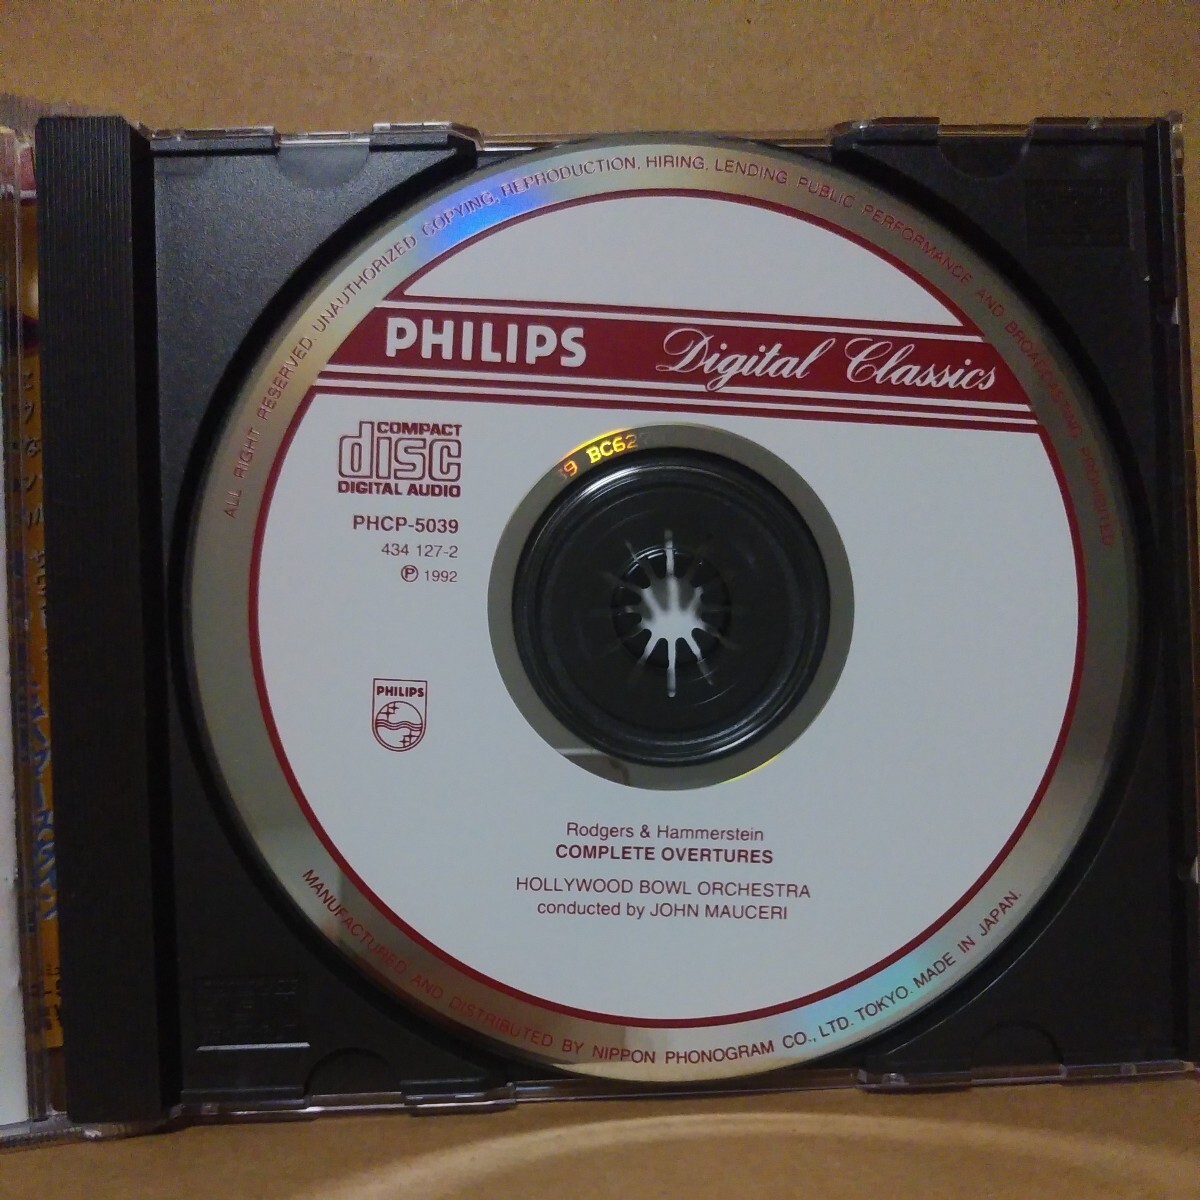 ALL RIGHT RESERVED. UNAUTHORIZED COPYING, REPRODUCTION, HIRING, LENDING PUBLIC PERFORMANCE AND BROADCASTING PROHIBITED
PHILIPS Digital Classics
COMPACT
disc
DIGITAL AUDIO
PHCP-5039
434 127-2
Ⓟ 1992
9 BC62
PHILIPS
Rodgers & Hammerstein
COMPLETE OVERTURES
HOLLYWOOD BOWL ORCHESTRA
conducted by JOHN MAUCERI
MANUFACTURED AND DISTRIBUTED BY NIPPON PHONOGRAM CO., LTD. TOKYO. MADE IN JAPAN.